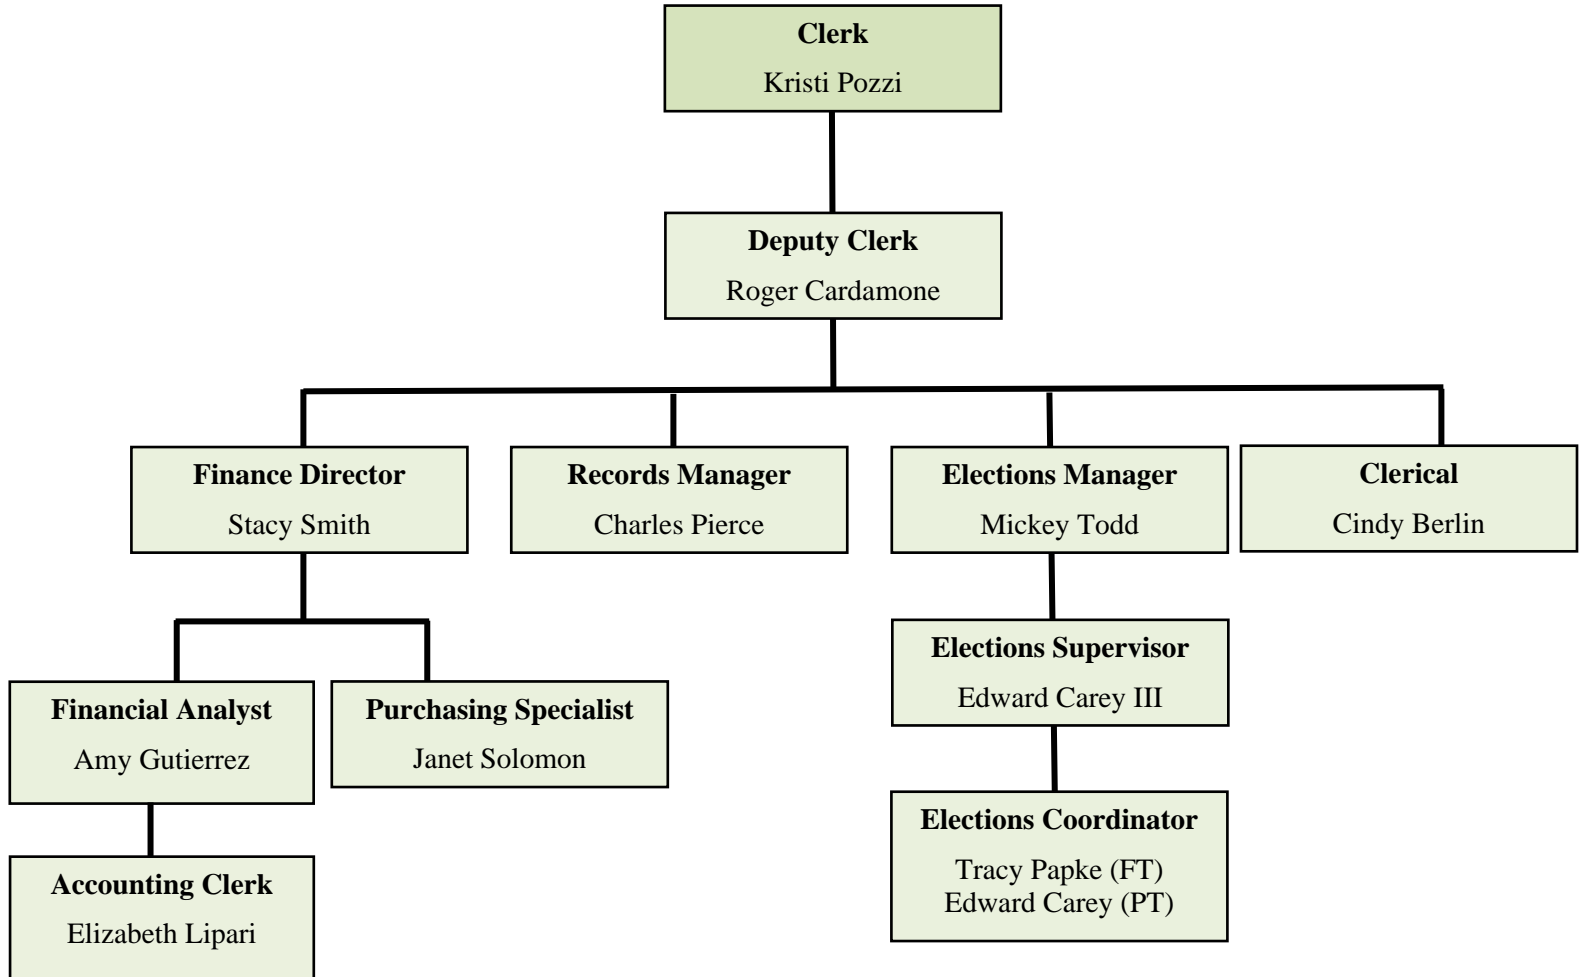 Clerk
Kristi Pozzi
Deputy Clerk
Roger Cardamone
Finance Director
Stacy Smith
Records Manager
Charles Pierce
Elections Manager
Mickey Todd
Clerical
Cindy Berlin
Elections Supervisor
Edward Carey III
Financial Analyst
Amy Gutierrez
Purchasing Specialist
Janet Solomon
Elections Coordinator
Tracy Papke (FT)
Edward Carey (PT)
Accounting Clerk
Elizabeth Lipari